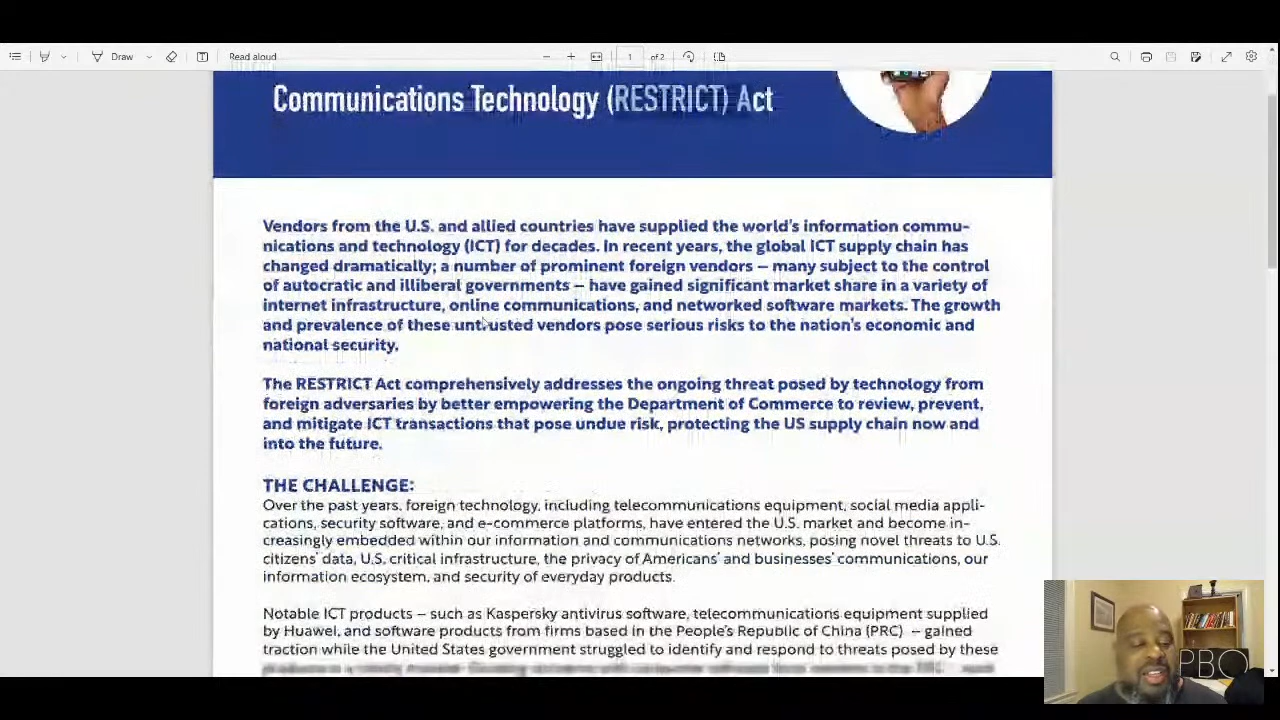 Draw
Read aloud
1
of 2
Communications Technology (RESTRICT) Act
Vendors from the U.S. and allied countries have supplied the world's information commu-
nications and technology (ICT) for decades. In recent years, the global ICT supply chain has
changed dramatically; a number of prominent foreign vendors – many subject to the control
of autocratic and illiberal governments – have gained significant market share in a variety of
internet infrastructure, online communications, and networked software markets. The growth
and prevalence of these untrusted vendors pose serious risks to the nation's economic and
national security.
The RESTRICT Act comprehensively addresses the ongoing threat posed by technology from
foreign adversaries by better empowering the Department of Commerce to review, prevent,
and mitigate ICT transactions that pose undue risk, protecting the US supply chain now and
into the future.
THE CHALLENGE:
Over the past years, foreign technology, including telecommunications equipment, social media appli-
cations, security software, and e-commerce platforms, have entered the U.S. market and become in-
creasingly embedded within our information and communications networks, posing novel threats to U.S.
citizens' data, U.S. critical infrastructure, the privacy of Americans' and businesses' communications, our
information ecosystem, and security of everyday products.
Notable ICT products – such as Kaspersky antivirus software, telecommunications equipment supplied
by Huawei, and software products from firms based in the People's Republic of China (PRC) – gained
traction while the United States government struggled to identify and respond to threats posed by these
PBO